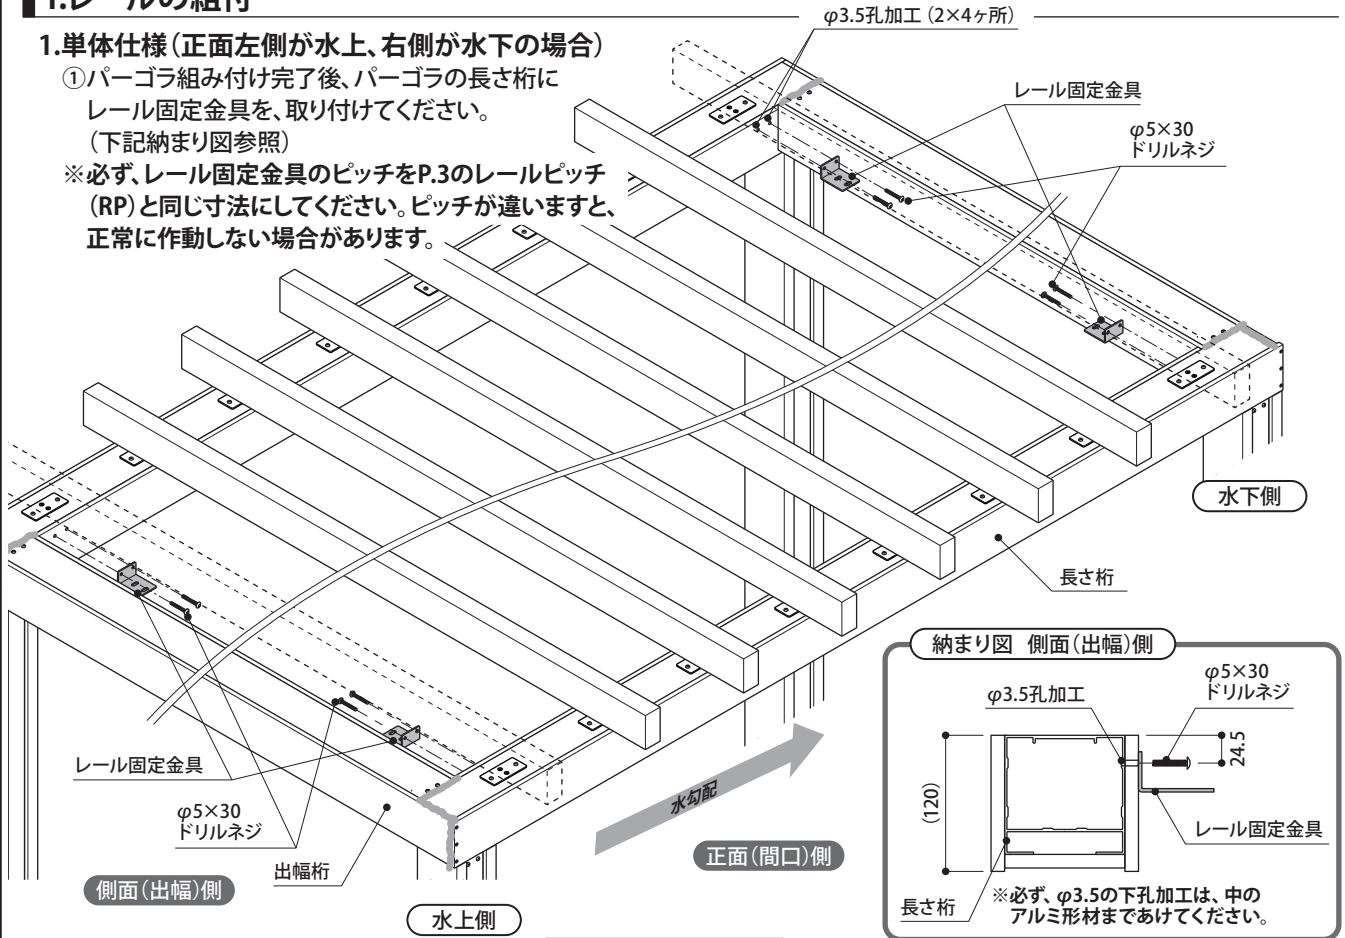 1.レールの組付
1.単体仕様(正面左側が水上、右側が水下の場合)
①パーゴラ組み付け完了後、パーゴラの長さ桁に
レール固定金具を、取り付けてください。
(下記納まり図参照)
※必ず、レール固定金具のピッチをP.3のレールピッチ
(RP)と同じ寸法にしてください。ピッチが違いますと、
正常に作動しない場合があります。
φ3.5孔加工(2×4ヶ所)
レール固定金具
φ5×30
ドリルネジ
水下側
長さ桁
レール固定金具
φ5×30
ドリルネジ
出幅桁
側面(出幅)側
水上側
水勾配
正面(間口)側
納まり図 側面(出幅)側
φ3.5孔加工
φ5×30
ドリルネジ
24.5
(120)
レール固定金具
長さ桁
※必ず、φ3.5の下孔加工は、中の
アルミ形材まであけてください。